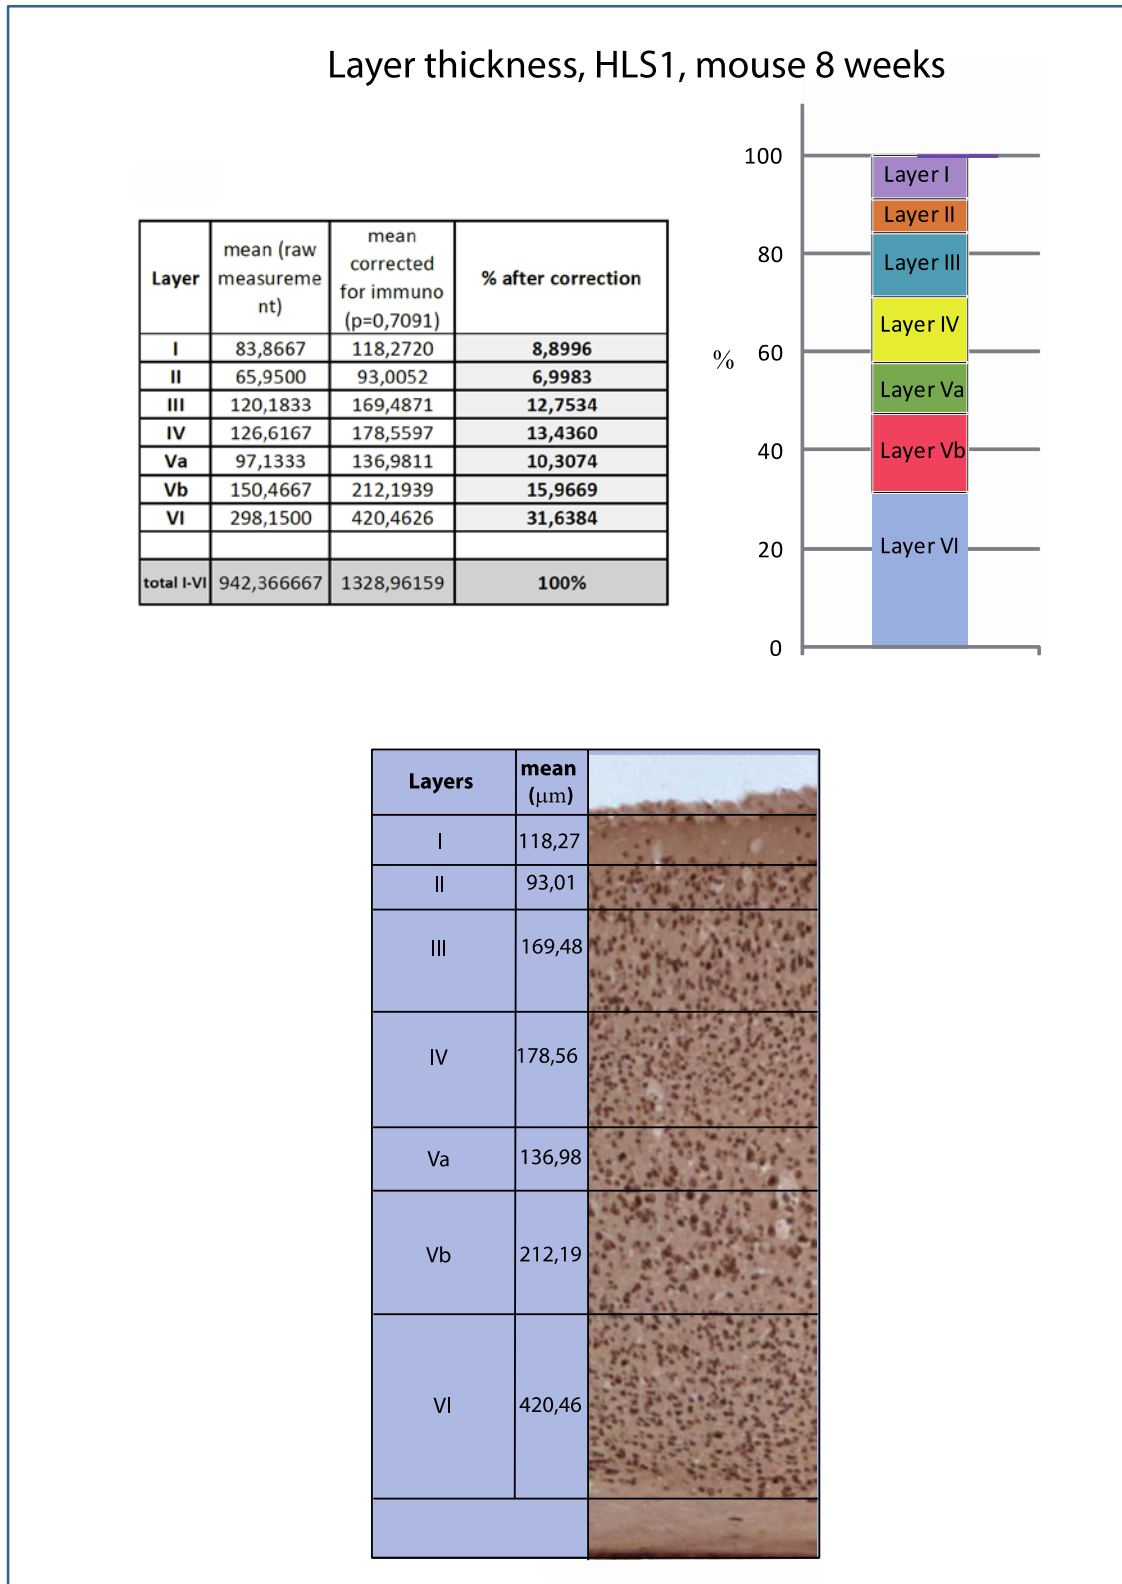 Layer thickness, HLS1, mouse 8 weeks
Layer
mean (raw
measureme
nt)
mean
corrected
for immuno
(p=0,7091)
% after correction
I 83,8667 118,2720 8,8996
II 65,9500 93,0052 6,9983
III 120,1833 169,4871 12,7534
IV 126,6167 178,5597 13,4360
Va 97,1333 136,9811 10,3074
Vb 150,4667 212,1939 15,9669
VI 298,1500 420,4626 31,6384
total I-VI 942,366667 1328,96159 100%
100
80
60
40
20
0
%
Layer I
Layer II
Layer III
Layer IV
Layer Va
Layer Vb
Layer VI
Layers
mean
(μm)
I 118,27
II 93,01
III 169,48
IV 178,56
Va 136,98
Vb 212,19
VI 420,46